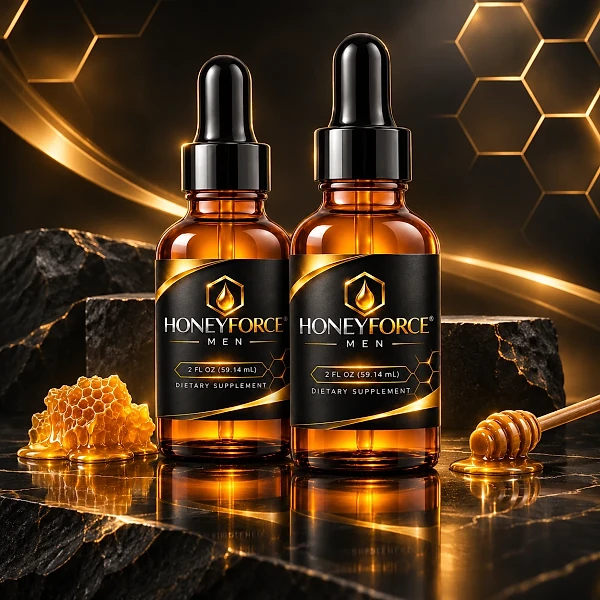 HONEYFORCE®
MEN
2 FL OZ (59.14 mL)
DIETARY SUPPLEMENT
HONEYFORCE®
MEN
2 FL OZ (59.14 mL)
DIETARY SUPPLEMENT